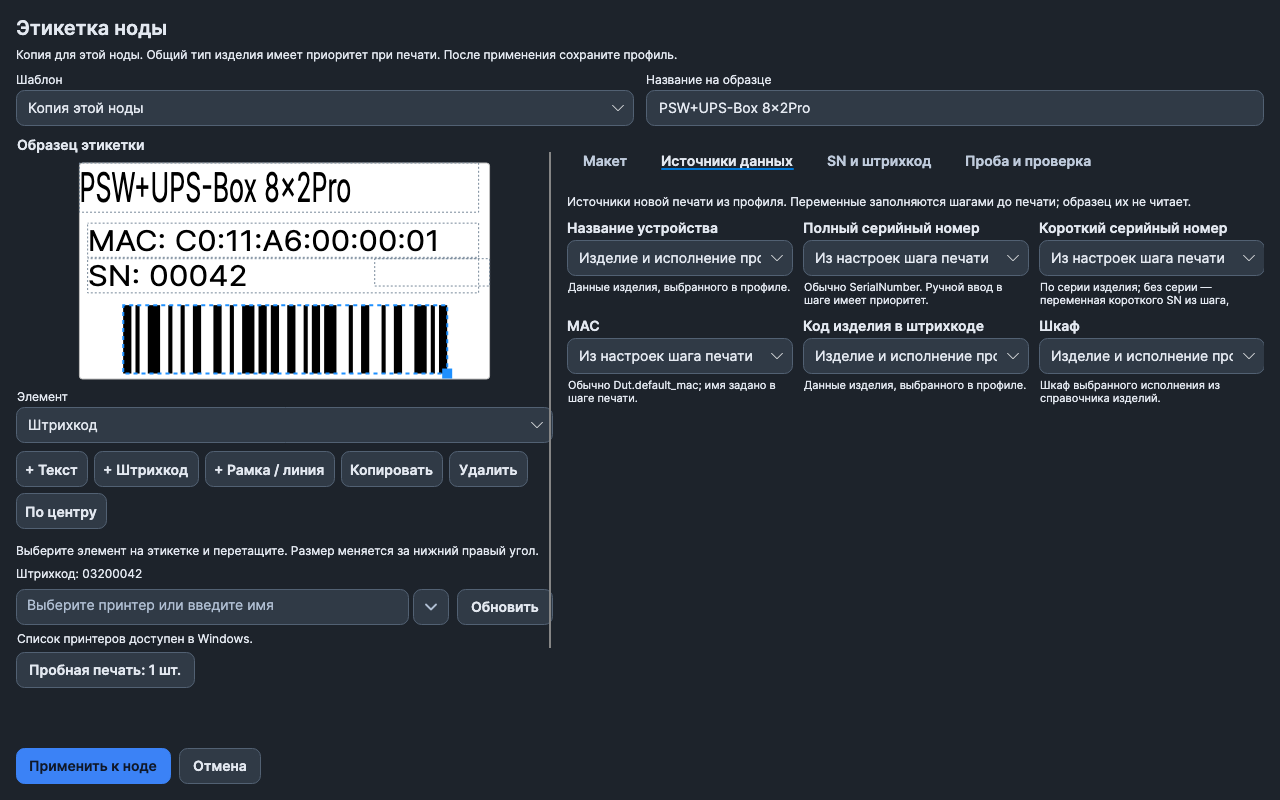 Этикетка ноды
Копия для этой ноды. Общий тип изделия имеет приоритет при печати. После применения сохраните профиль.
Шаблон
Копия этой ноды
Название на образце
PSW+UPS-Box 8×2Pro
Образец этикетки
PSW+UPS-Box 8×2Pro
MAC: C0:11:A6:00:00:01
SN: 00042
Элемент
Штрихкод
+ Текст
+ Штрихкод
+ Рамка / линия
Копировать
Удалить
По центру
Выберите элемент на этикетке и перетащите. Размер меняется за нижний правый угол.
Штрихкод: 03200042
Выберите принтер или введите имя
Обновить
Список принтеров доступен в Windows.
Пробная печать: 1 шт.
Макет
Источники данных
SN и штрихкод
Проба и проверка
Источники новой печати из профиля. Переменные заполняются шагами до печати; образец их не читает.
Название устройства
Изделие и исполнение прс
Данные изделия, выбранного в профиле.
Полный серийный номер
Из настроек шага печати
Обычно SerialNumber. Ручной ввод в
шаге имеет приоритет.
Короткий серийный номер
Из настроек шага печати
По серии изделия; без серии —
переменная короткого SN из шага,
MAC
Из настроек шага печати
Обычно Dut.default_mac; имя задано в
шаге печати.
Код изделия в штрихкоде
Изделие и исполнение прс
Данные изделия, выбранного в профиле.
Шкаф
Изделие и исполнение прс
Шкаф выбранного исполнения из
справочника изделий.
Применить к ноде
Отмена